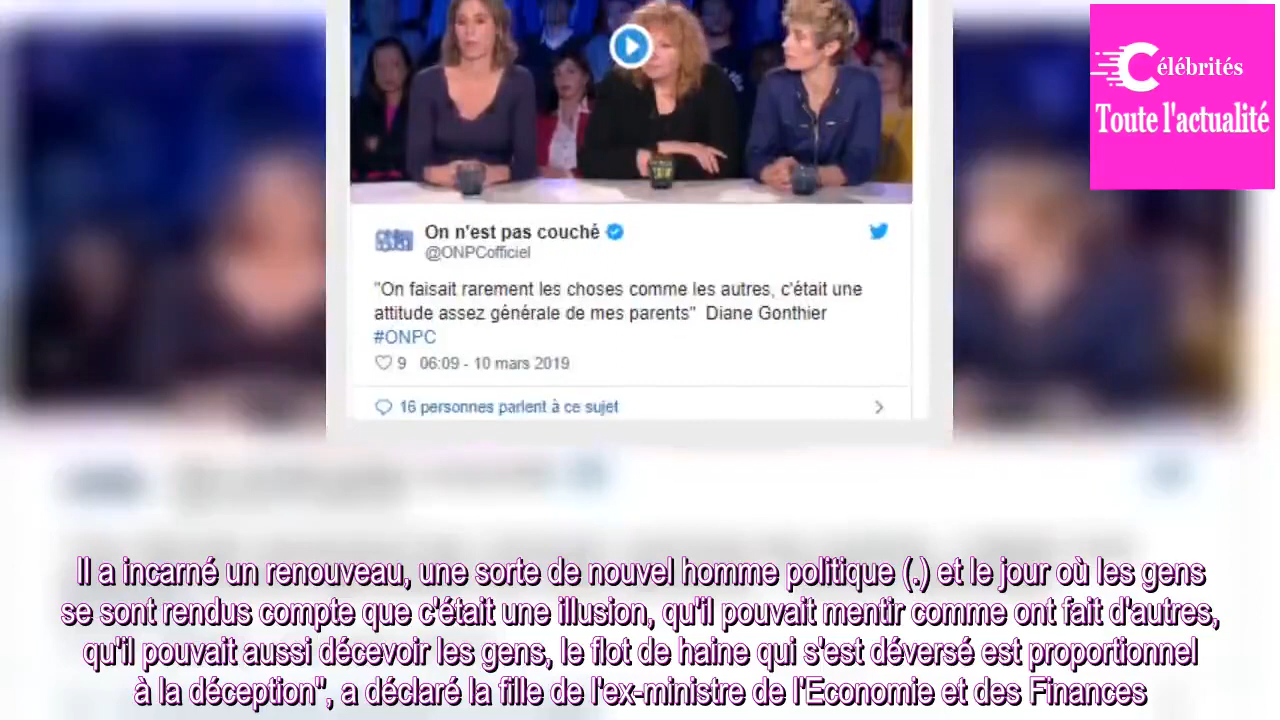 Célébrités
Toute l'actualité
On n'est pas couché
@ONPCofficiel
"On faisait rarement les choses comme les autres, c'était une
attitude assez générale de mes parents" Diane Gonthier
#ONPC
9 06:09 - 10 mars 2019
16 personnes parlent à ce sujet
Il a incarné un renouveau, une sorte de nouvel homme politique (.) et le jour où les gens
se sont rendus compte que c'était une illusion, qu'il pouvait mentir comme ont fait d'autres,
qu'il pouvait aussi décevoir les gens, le flot de haine qui s'est déversé est proportionnel
à la déception", a déclaré la fille de l'ex-ministre de l'Economie et des Finances